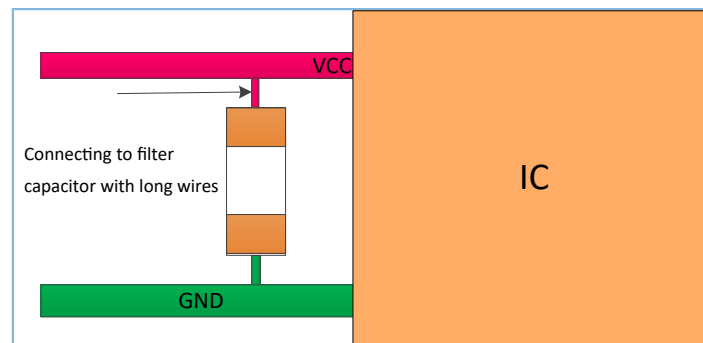 VCC
Connecting to filter
capacitor with long wires
IC
GND